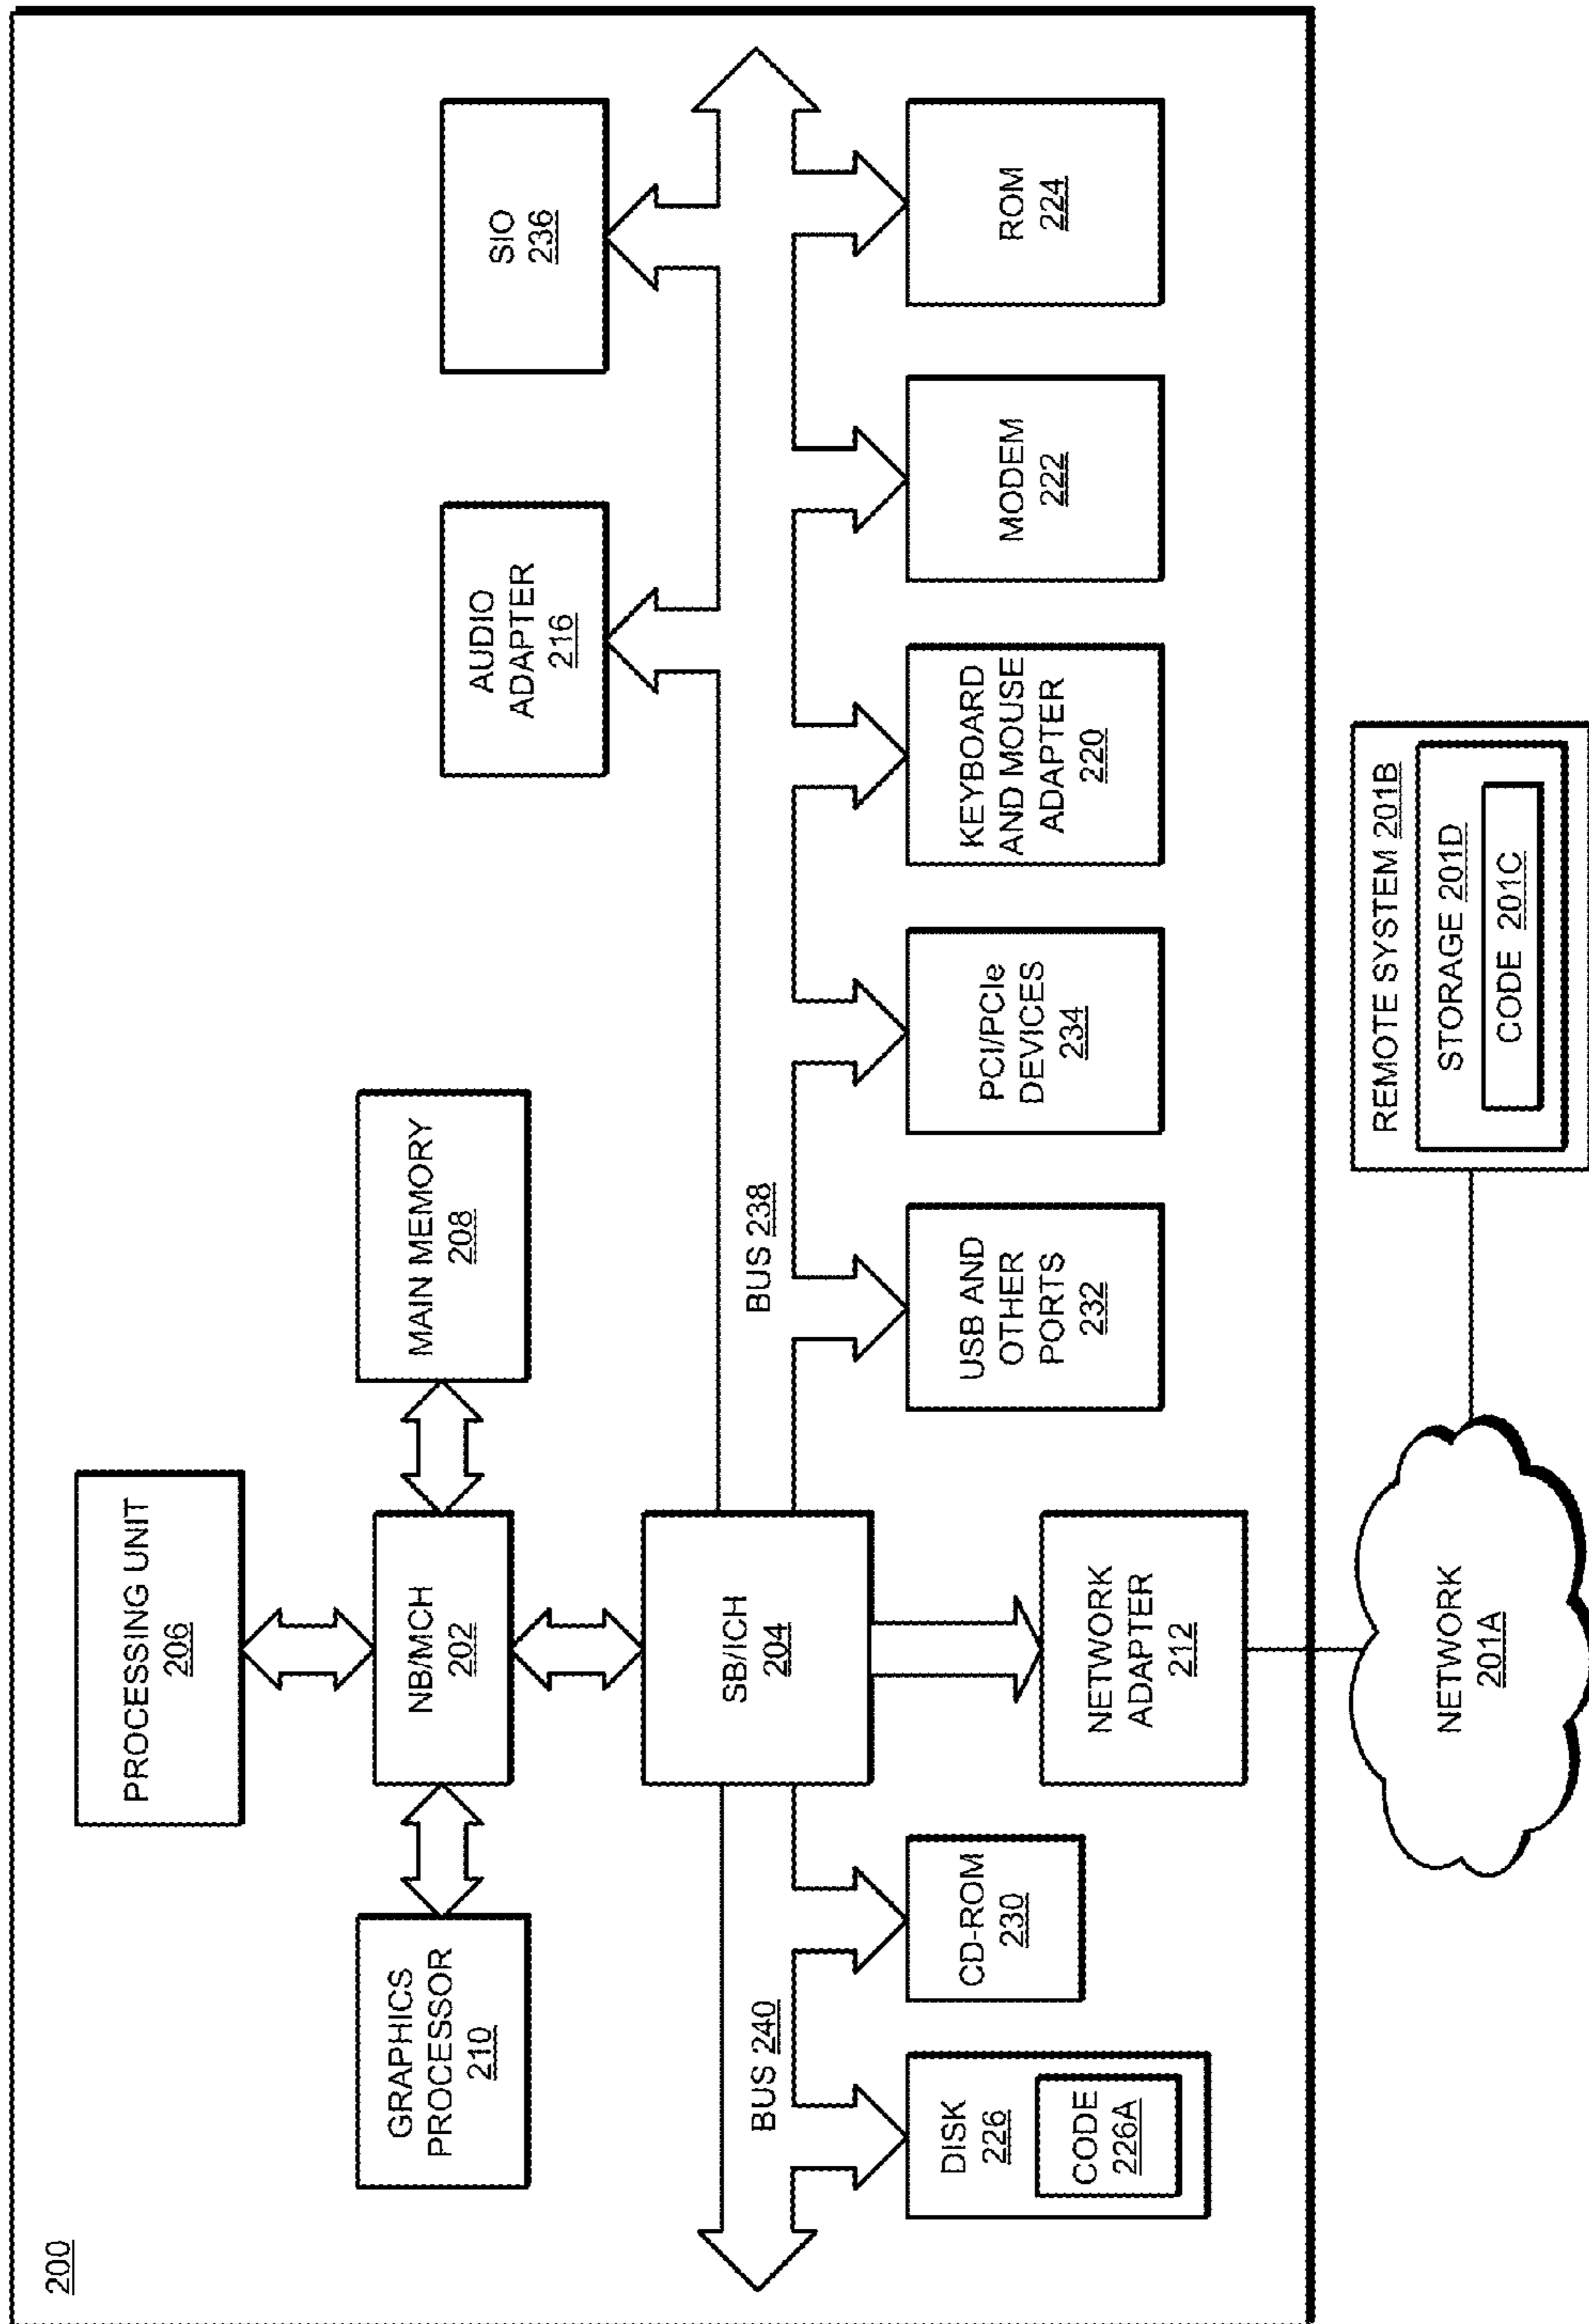 200
PROCESSING UNIT
206
GRAPHICS
PROCESSOR
210
NB/MCH
202
MAIN MEMORY
208
AUDIO
ADAPTER
216
SIO
236
SB/ICH
204
BUS 240
BUS 238
DISK
226
CODE
226A
CD-ROM
230
NETWORK
ADAPTER
212
USB AND
OTHER
PORTS
232
PCI/PCIe
DEVICES
234
KEYBOARD
AND MOUSE
ADAPTER
220
MODEM
222
ROM
224
NETWORK
201A
REMOTE SYSTEM 201B
STORAGE 201D
CODE 201C